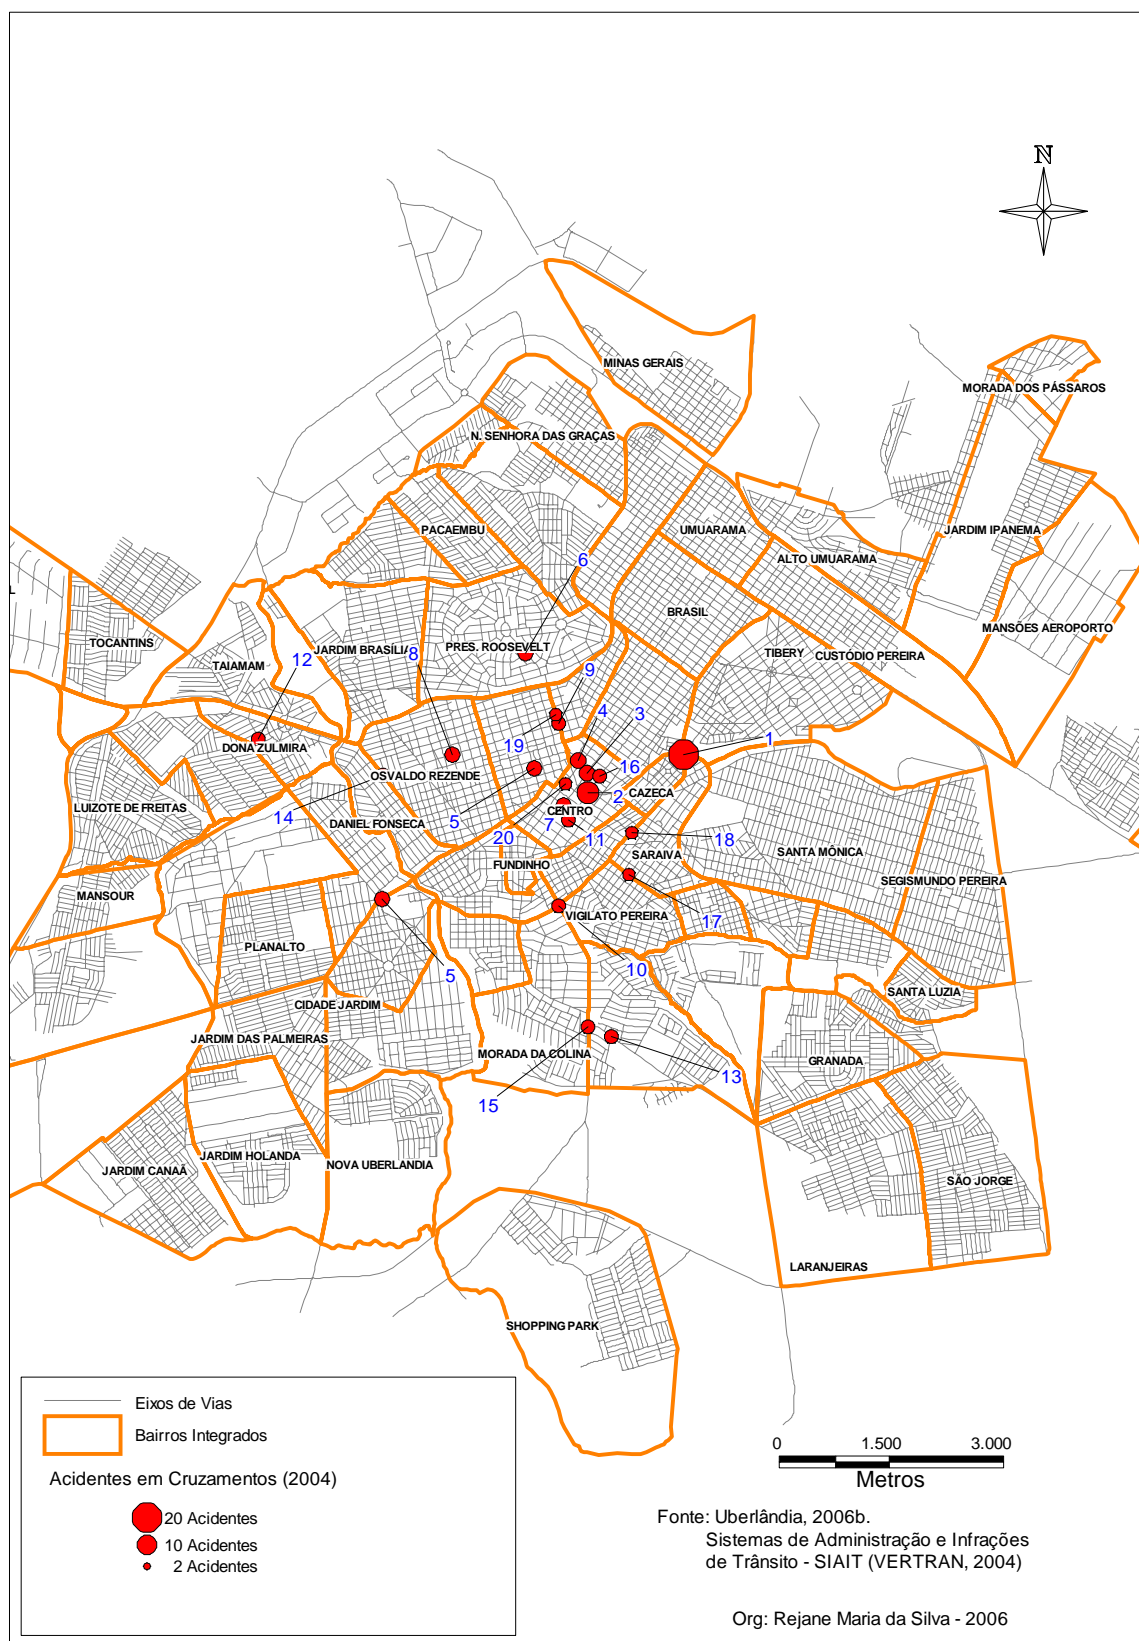 N
MINAS GERAIS
MORADA DOS PÁSSAROS
N. SENHORA DAS GRAÇAS
PACAEMBU
UMUARAMA
JARDIM IPANEMA
ALTO UMUARAMA
6
L
BRASIL
TOCANTINS
MANSÕES AEROPORTO
JARDIM BRASILIA
8
PRES. ROOSEVELT
TIBERY
CUSTÓDIO PEREIRA
TAIAMAM
12
9
4
3
19
1
DONA ZULMIRA
OSVALDO REZENDE
16
LUIZOTE DE FREITAS
CAZECA
2
14
DANIEL FONSECA
5
CENTRO
20
7
11
18
SARAIVA
SANTA MÔNICA
FUNDINHO
SEGISMUNDO PEREIRA
MANSOUR
VIGILATO PEREIRA
17
PLANALTO
5
10
SANTA LUZIA
CIDADE JARDIM
JARDIM DAS PALMEIRAS
MORADA DA COLINA
GRANADA
13
15
JARDIM CANAÃ
JARDIM HOLANDA
NOVA UBERLANDIA
SÃO JORGE
LARANJEIRAS
SHOPPING PARK
Eixos de Vias
Bairros Integrados
Acidentes em Cruzamentos (2004)
20 Acidentes
10 Acidentes
2 Acidentes
0 1.500 3.000
Metros
Fonte: Uberlândia, 2006b.
Sistemas de Administração e Infrações
de Trânsito - SIAIT (VERTRAN, 2004)
Org: Rejane Maria da Silva - 2006